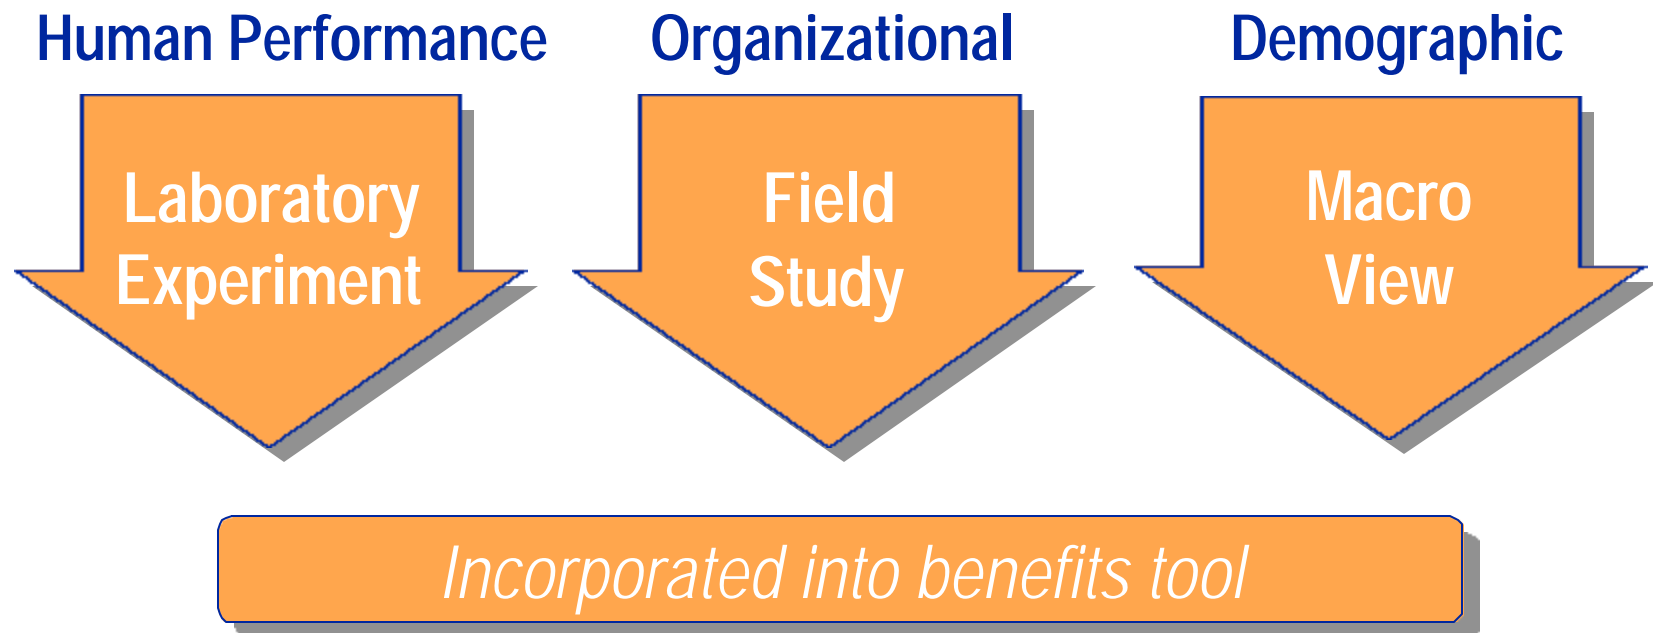 Human Performance
Organizational
Demographic
Laboratory
Experiment
Field
Study
Macro
View
Incorporated into benefits tool